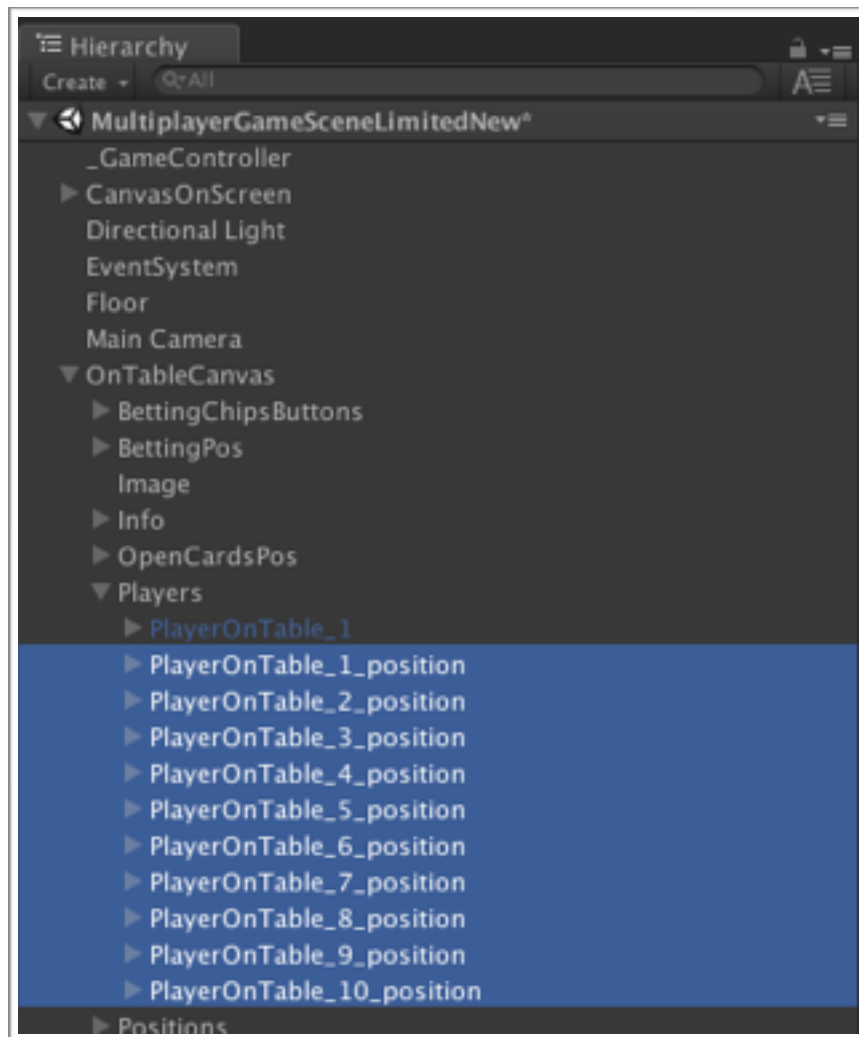 Hierarchy
Create All
MultiplayerGameSceneLimitedNew*
_GameController
CanvasOnScreen
Directional Light
EventSystem
Floor
Main Camera
OnTableCanvas
BettingChipsButtons
BettingPos
Image
Info
OpenCardsPos
Players
PlayerOnTable_1
PlayerOnTable_1_position
PlayerOnTable_2_position
PlayerOnTable_3_position
PlayerOnTable_4_position
PlayerOnTable_5_position
PlayerOnTable_6_position
PlayerOnTable_7_position
PlayerOnTable_8_position
PlayerOnTable_9_position
PlayerOnTable_10_position
Positions